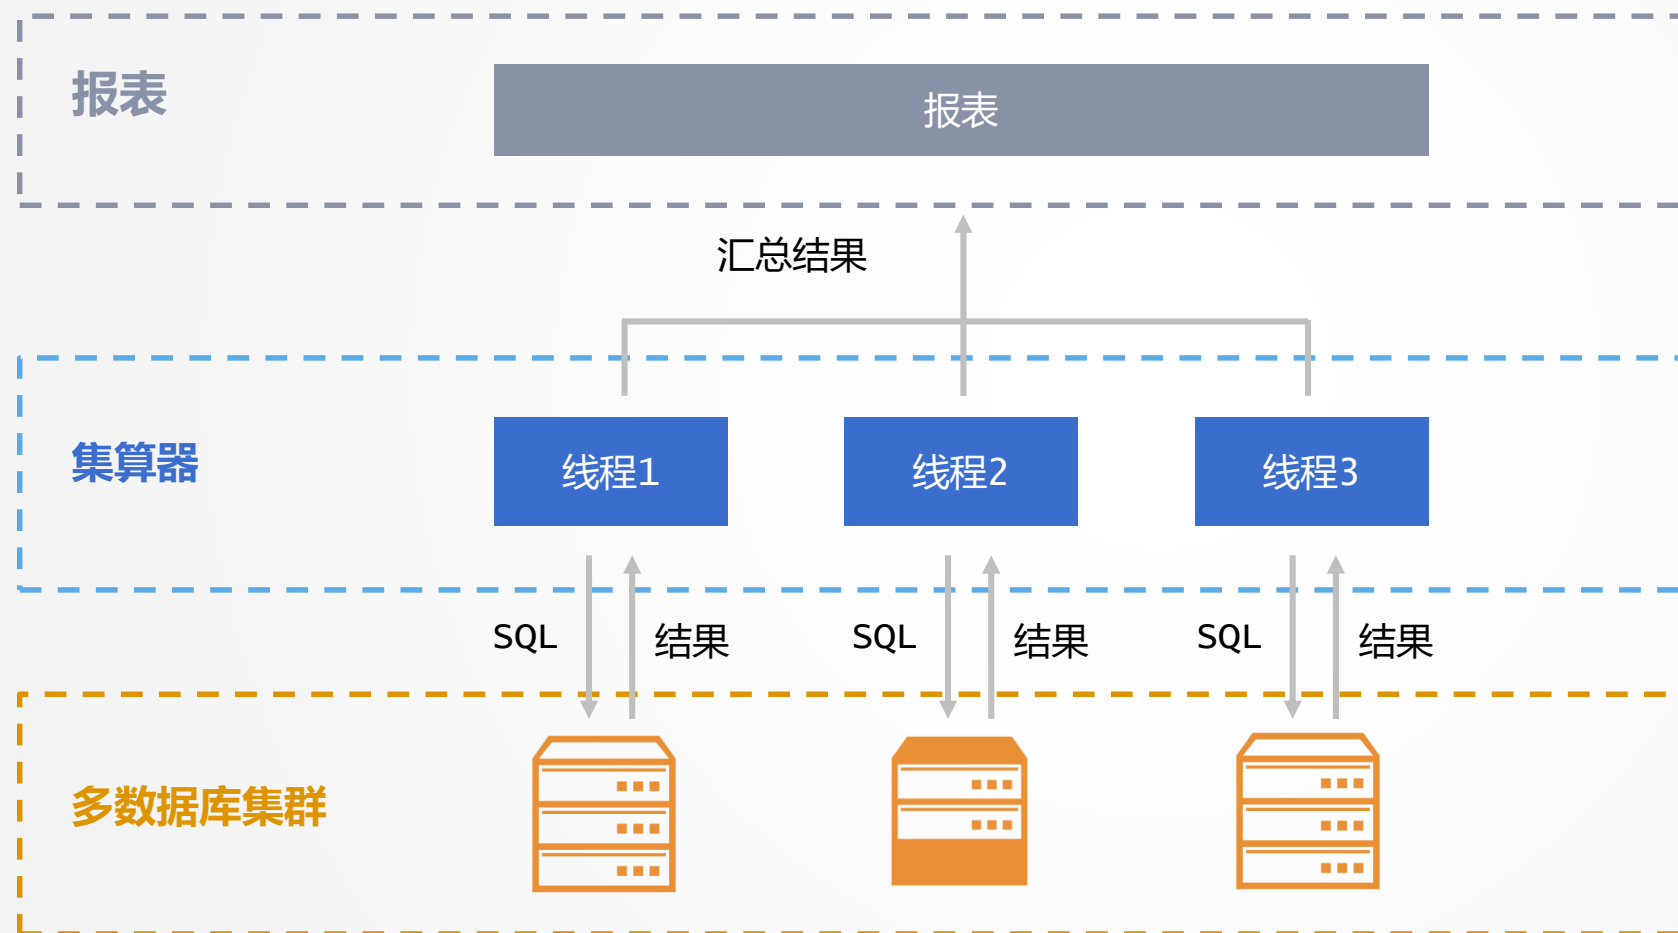 报表
报表
汇总结果
集算器
线程1
线程2
线程3
SQL
结果
SQL
结果
SQL
结果
多数据库集群